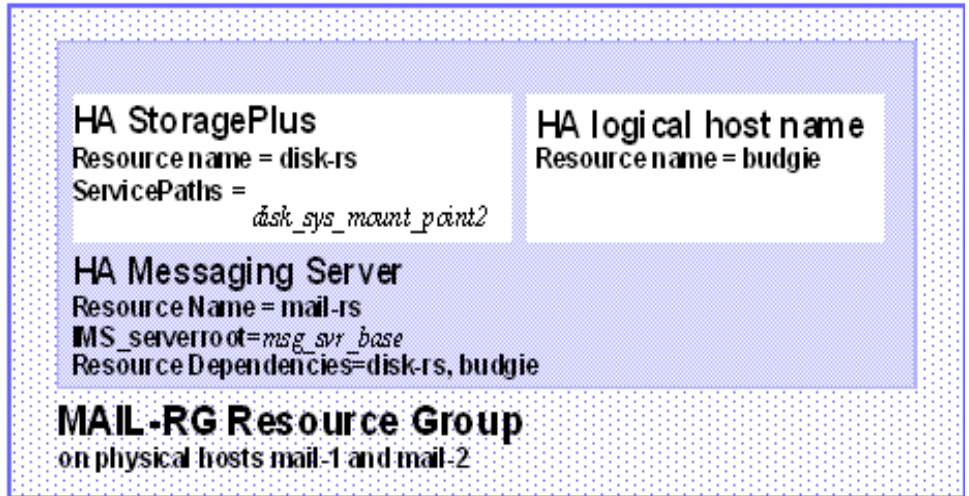 HA StoragePlus
Resource name = disk-rs
ServicePaths =
disk_sys_mount_point2
HA logical host name
Resource name = budgie
HA Messaging Server
Resource Name = mail-rs
IMS_serverroot=msg_svr_base
Resource Dependencies=disk-rs, budgie
MAIL-RG Resource Group
on physical hosts mail-1 and mail-2